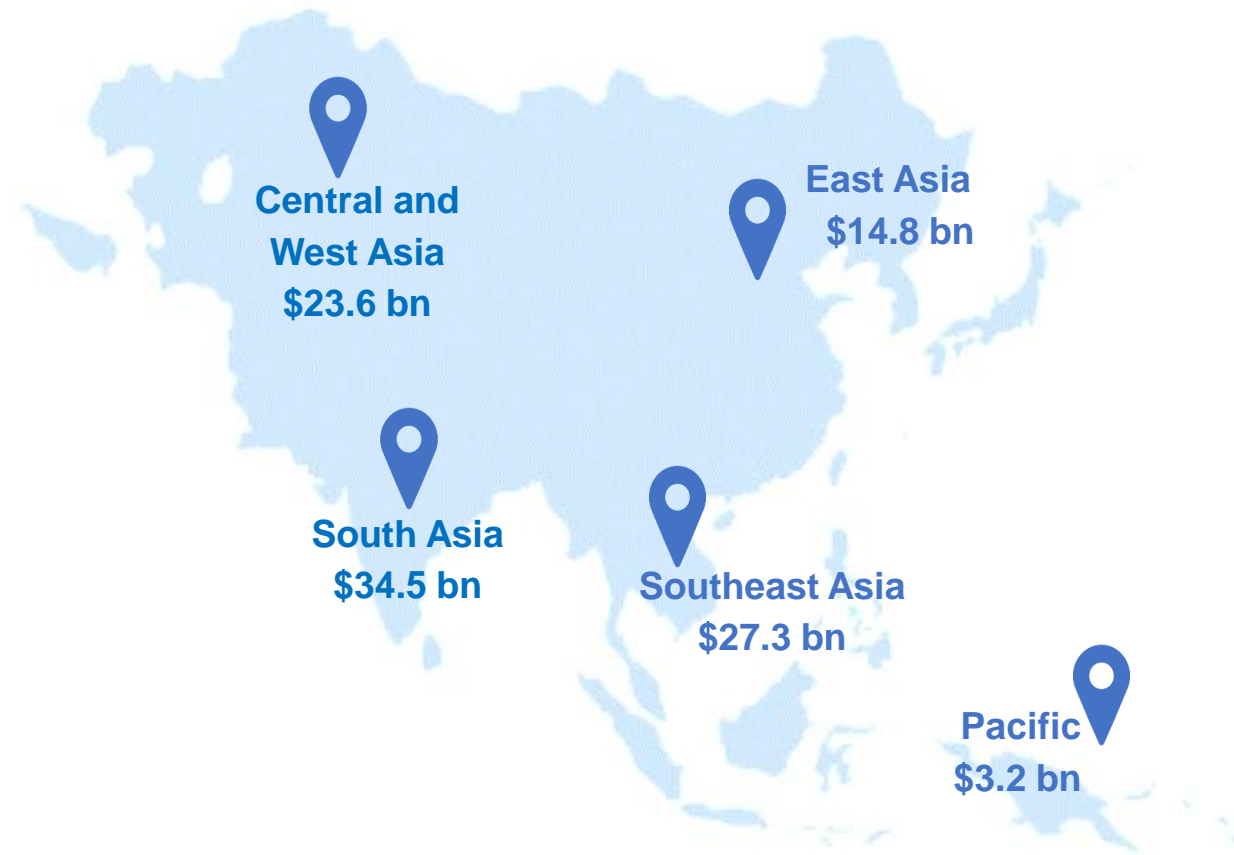 Central and
West Asia
$23.6 bn
East Asia
$14.8 bn
South Asia
$34.5 bn
Southeast Asia
$27.3 bn
Pacific
$3.2 bn